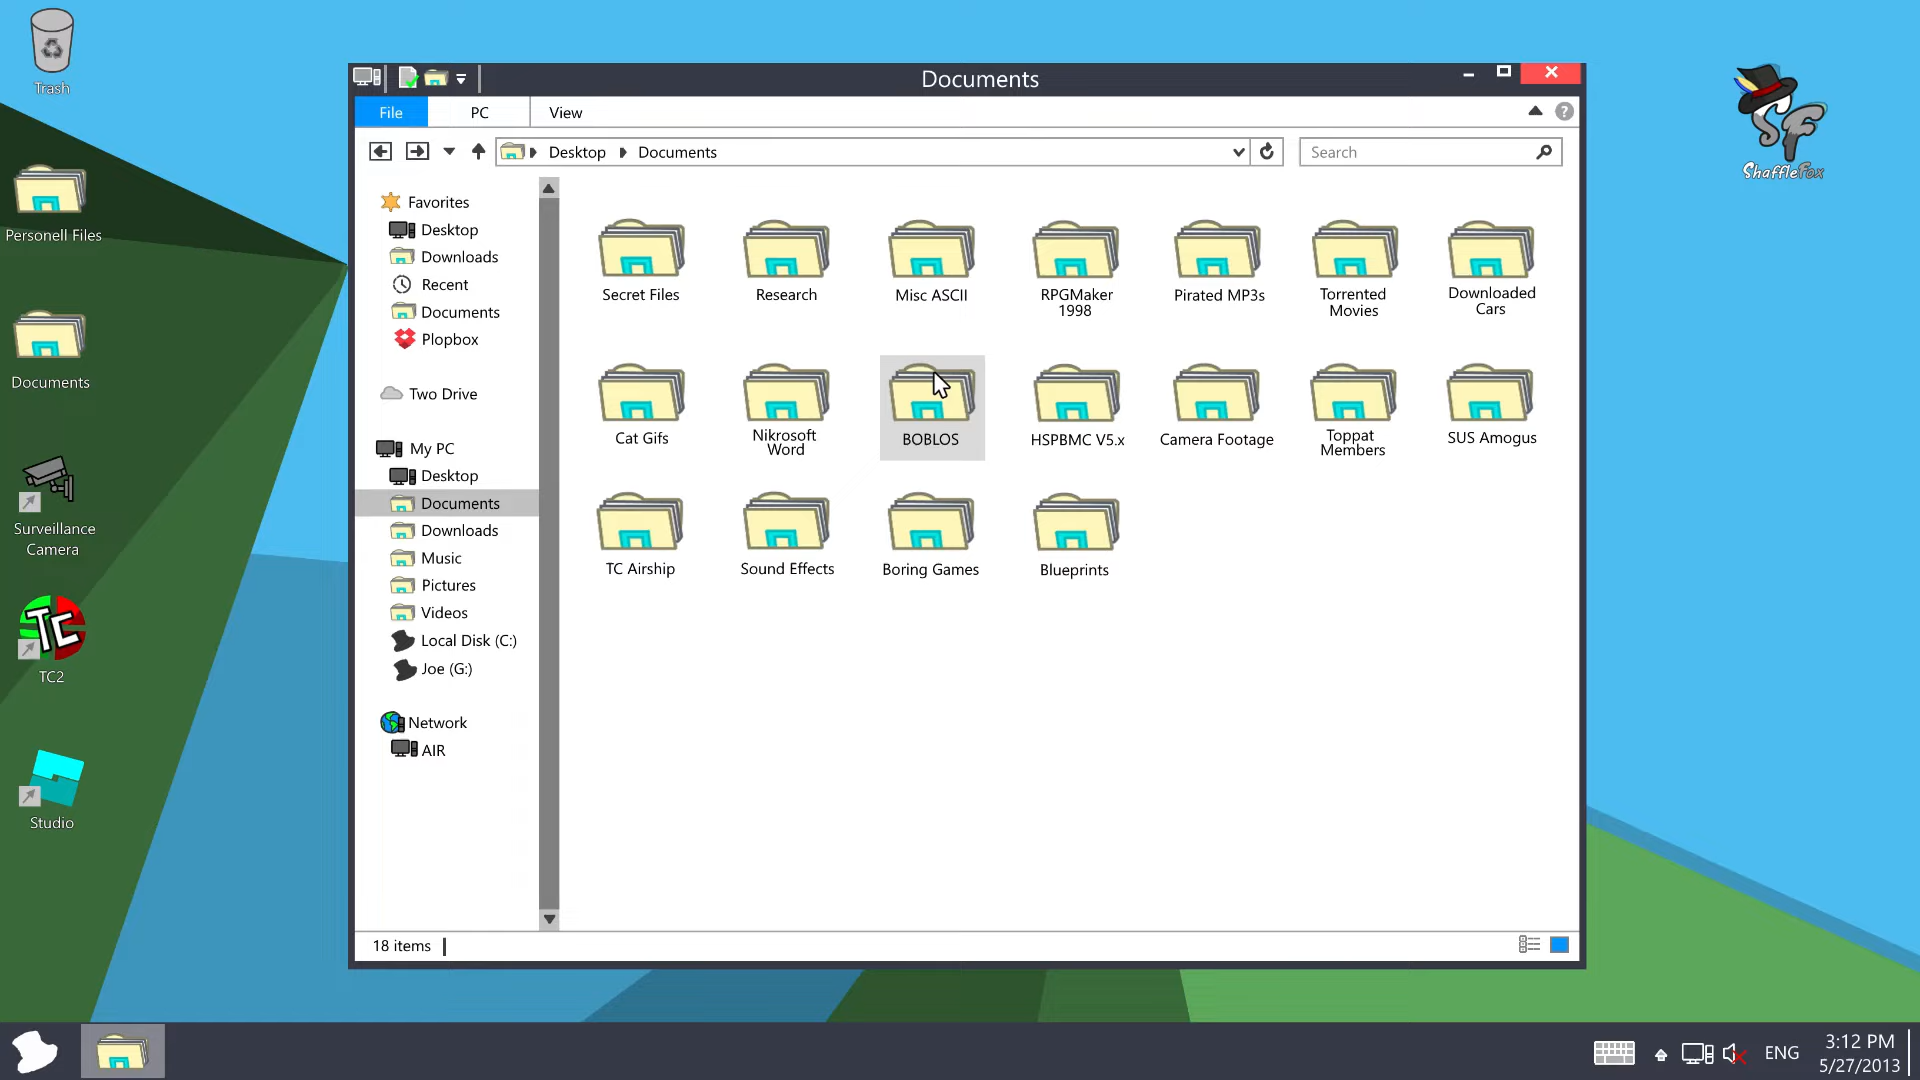 Trash
Personell Files
Documents
Surveillance
Camera
TC
TC2
Studio
Documents
File
PC
View
?
Desktop
Documents
Search
Favorites
Desktop
Downloads
Recent
Documents
Plopbox
Two Drive
My PC
Desktop
Documents
Downloads
Music
Pictures
Videos
Local Disk (C:)
Joe (G:)
Network
AIR
Secret Files
Research
Misc ASCII
RPGMaker
1998
Pirated MP3s
Torrented
Movies
Downloaded
Cars
Cat Gifs
Nikrosoft
Word
BOBLOS
HSPBMC V5.x
Camera Footage
Toppat
Members
SUS Amogus
TC Airship
Sound Effects
Boring Games
Blueprints
18 items
SF
ShaffleFox
ENG
3:12 PM
5/27/2013